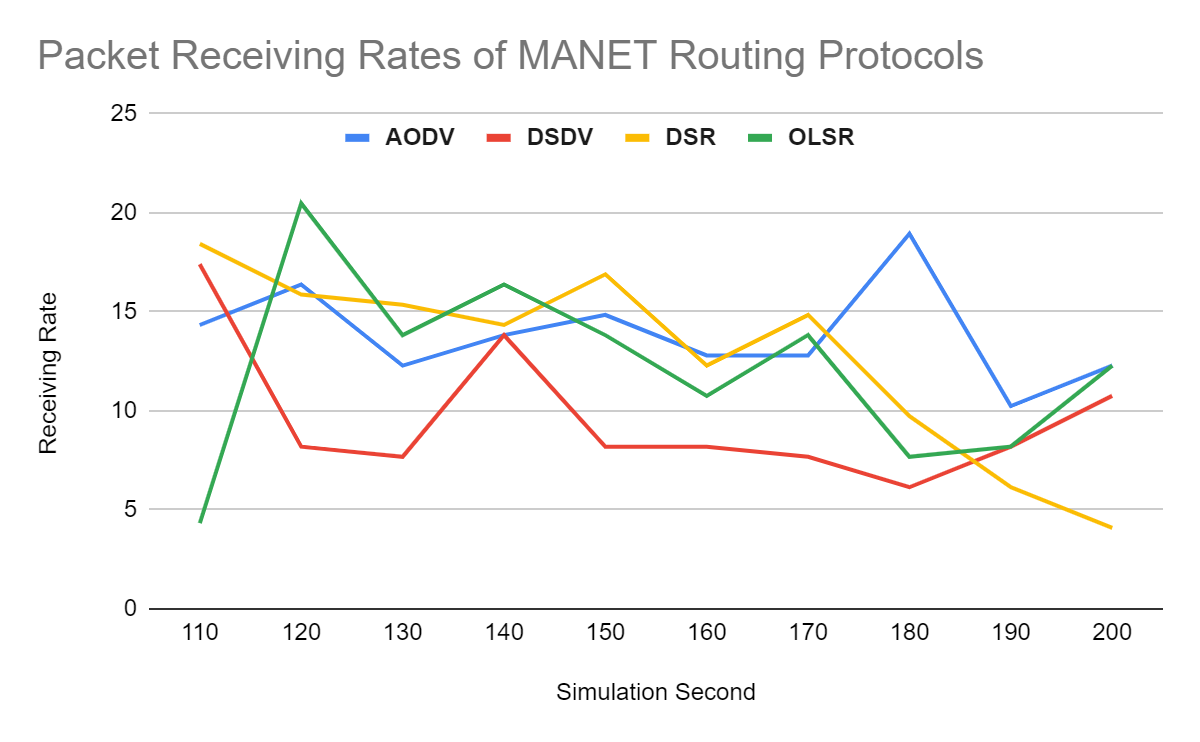 Packet Receiving Rates of MANET Routing Protocols
25
AODV DSDV DSR OLSR
20
15
10
5
0
Receiving Rate
110 120 130 140 150 160 170 180 190 200
Simulation Second